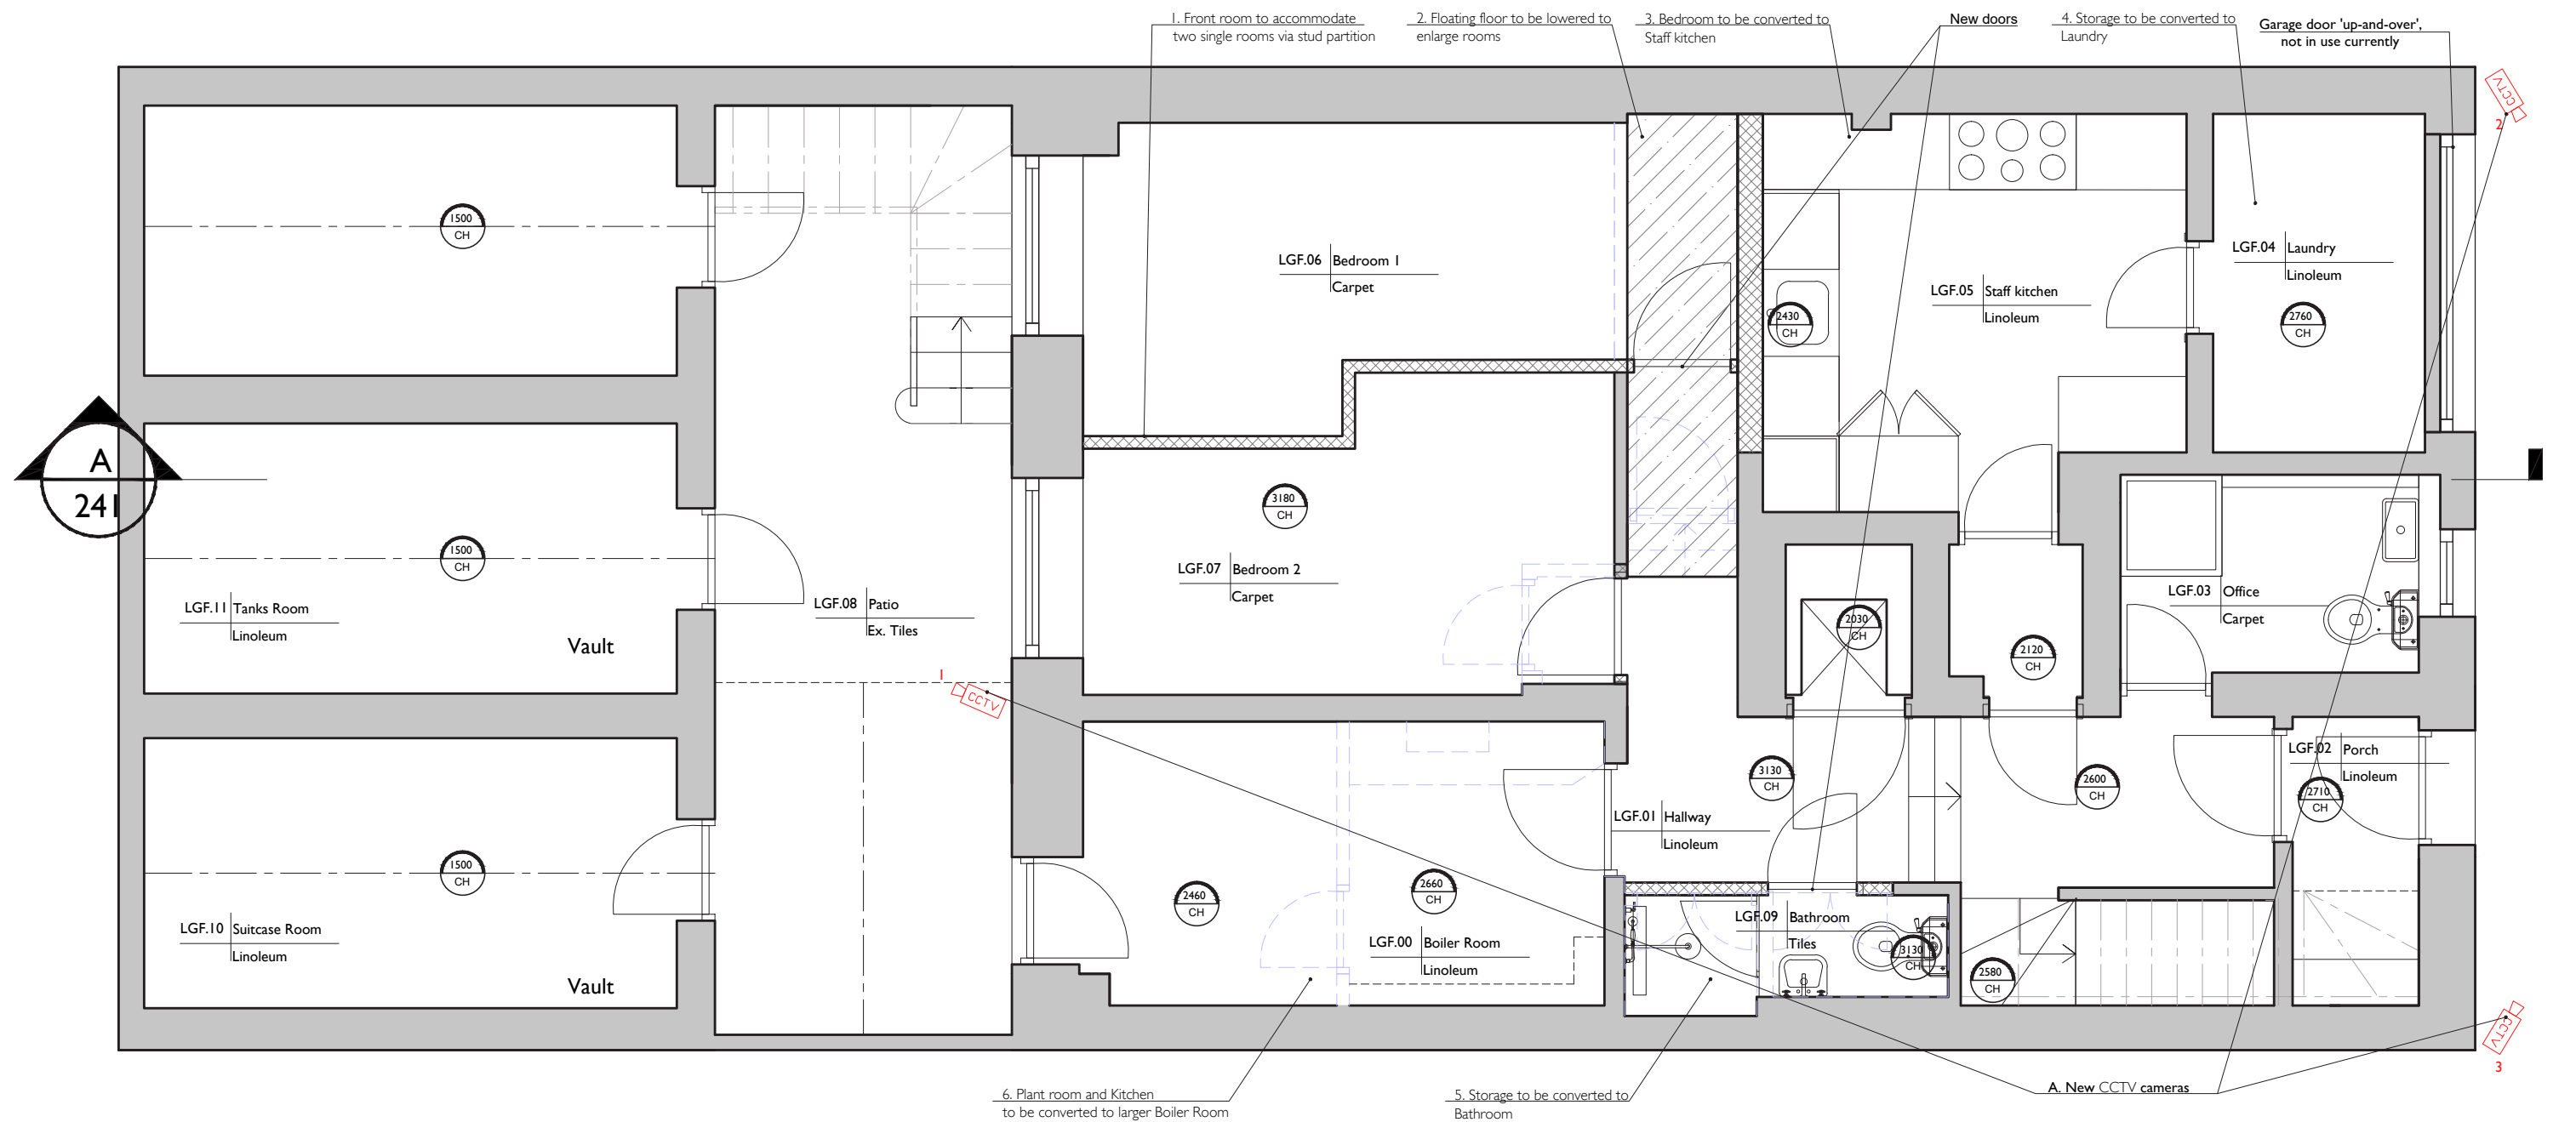 1. Front room to accommodate
two single rooms via stud partition
2. Floating floor to be lowered to
enlarge rooms
3. Bedroom to be converted to
Staff kitchen
New doors
4. Storage to be converted to
Laundry
Garage door 'up-and-over',
not in use currently
CCTV
2
1500
CH
LGF.06 Bedroom 1
Carpet
2430
CH
LGF.05 Staff kitchen
Linoleum
LGF.04 Laundry
Linoleum
2760
CH
A
241
1500
CH
LGF.11 Tanks Room
Linoleum
Vault
LGF.08 Patio
Ex. Tiles
3180
CH
LGF.07 Bedroom 2
Carpet
2030
CH
2120
CH
LGF.03 Office
Carpet
1
CCTV
LGF.02 Porch
Linoleum
2710
CH
3130
CH
2600
CH
LGF.01 Hallway
Linoleum
1500
CH
2460
CH
2660
CH
LGF.10 Suitcase Room
Linoleum
Vault
LGF.00 Boiler Room
Linoleum
LGF.09 Bathroom
Tiles
3130
CH
2580
CH
CCTV
3
6. Plant room and Kitchen
to be converted to larger Boiler Room
5. Storage to be converted to
Bathroom
A. New CCTV cameras